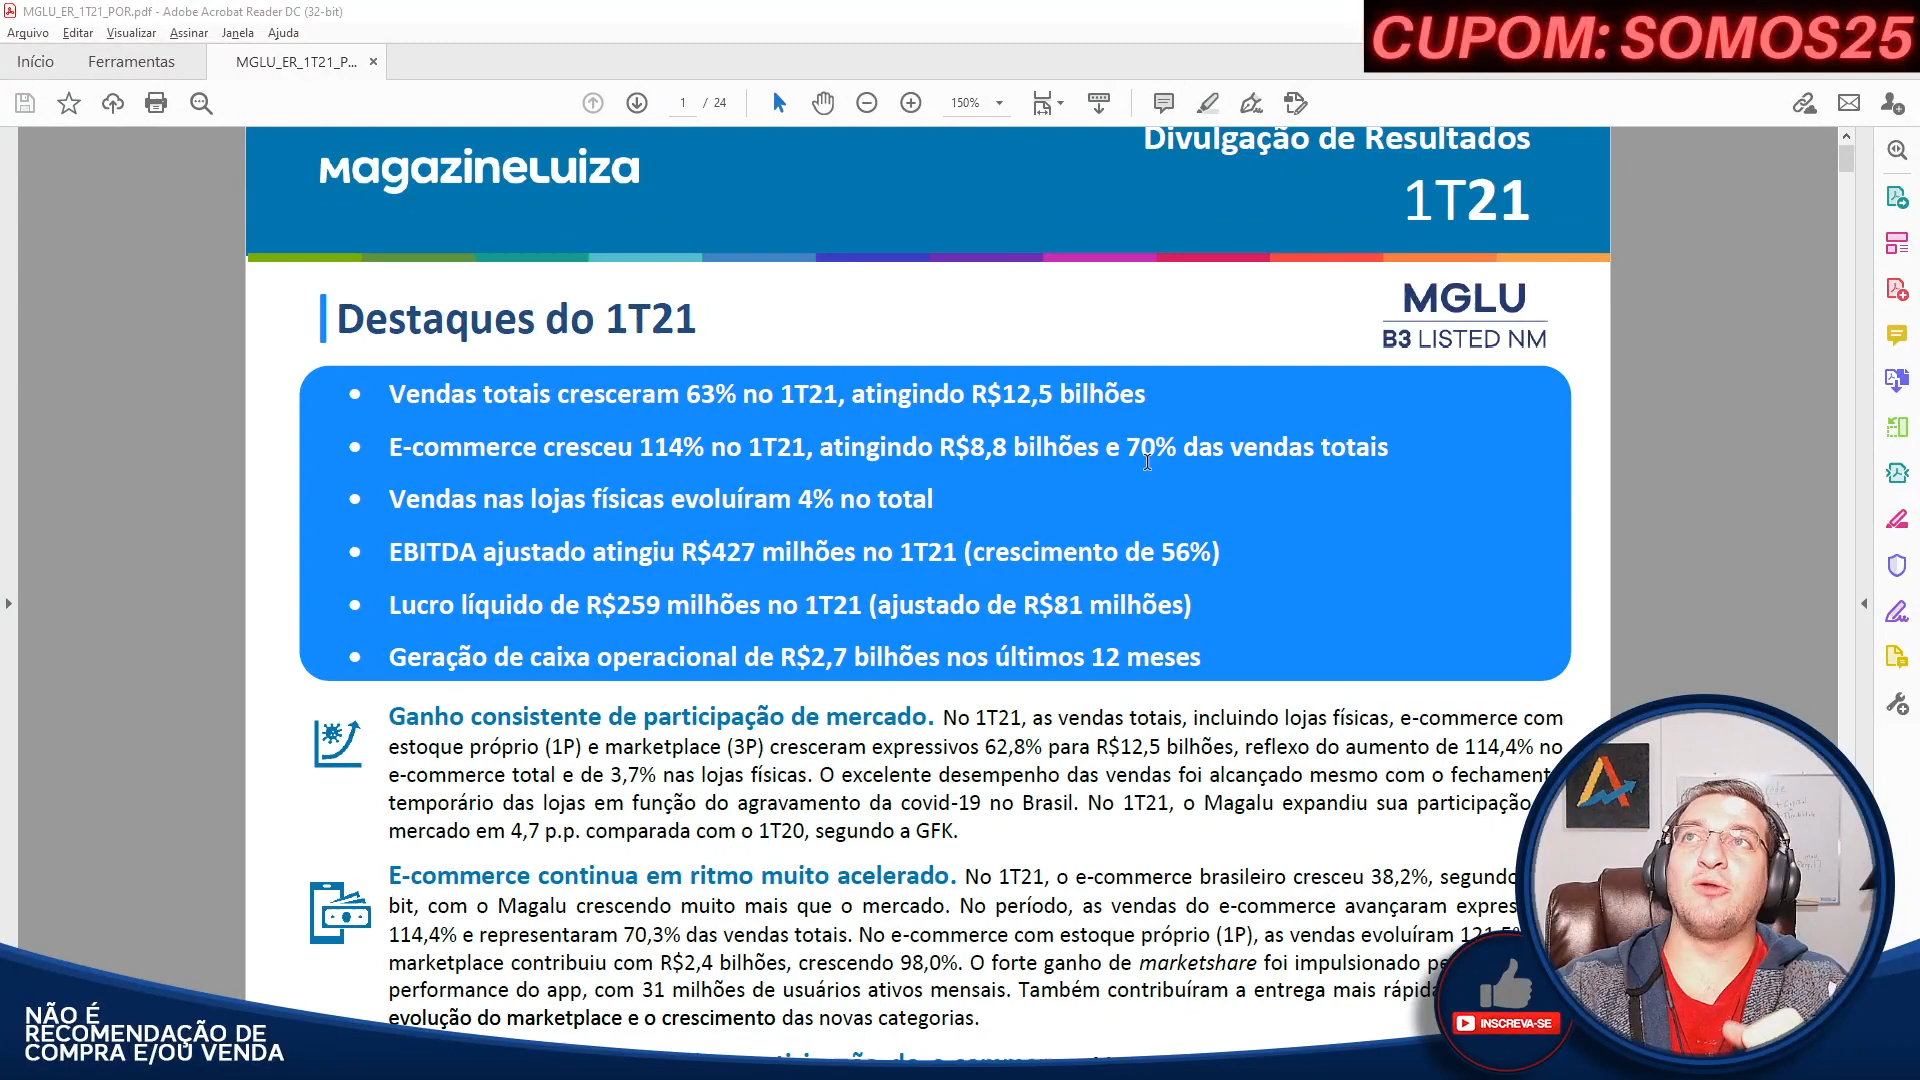 MGLU_ER_1T21_POR.pdf - Adobe Acrobat Reader DC (32-bit)
Arquivo Editar Visualizar Assinar Janela Ajuda
CUPOM: SOMOS25
Início Ferramentas MGLU_ER_1T21_P... ×
1 / 24 150%
Divulgação de Resultados
MagazineLuiza
1T21
Destaques do 1T21
MGLU
B3 LISTED NM
• Vendas totais cresceram 63% no 1T21, atingindo R$12,5 bilhões
• E-commerce cresceu 114% no 1T21, atingindo R$8,8 bilhões e 70% das vendas totais
• Vendas nas lojas físicas evoluíram 4% no total
• EBITDA ajustado atingiu R$427 milhões no 1T21 (crescimento de 56%)
• Lucro líquido de R$259 milhões no 1T21 (ajustado de R$81 milhões)
• Geração de caixa operacional de R$2,7 bilhões nos últimos 12 meses
Ganho consistente de participação de mercado. No 1T21, as vendas totais, incluindo lojas físicas, e-commerce com
estoque próprio (1P) e marketplace (3P) cresceram expressivos 62,8% para R$12,5 bilhões, reflexo do aumento de 114,4% no
e-commerce total e de 3,7% nas lojas físicas. O excelente desempenho das vendas foi alcançado mesmo com o fechament
temporário das lojas em função do agravamento da covid-19 no Brasil. No 1T21, o Magalu expandiu sua participação
mercado em 4,7 p.p. comparada com o 1T20, segundo a GFK.
E-commerce continua em ritmo muito acelerado. No 1T21, o e-commerce brasileiro cresceu 38,2%, segundo
bit, com o Magalu crescendo muito mais que o mercado. No período, as vendas do e-commerce avançaram expres
114,4% e representaram 70,3% das vendas totais. No e-commerce com estoque próprio (1P), as vendas evoluíram 121,5%
marketplace contribuiu com R$2,4 bilhões, crescendo 98,0%. O forte ganho de marketshare foi impulsionado pe
performance do app, com 31 milhões de usuários ativos mensais. Também contribuíram a entrega mais rápida
evolução do marketplace e o crescimento das novas categorias.
NÃO É
RECOMENDAÇÃO DE
COMPRA E/OU VENDA
INSCREVA-SE